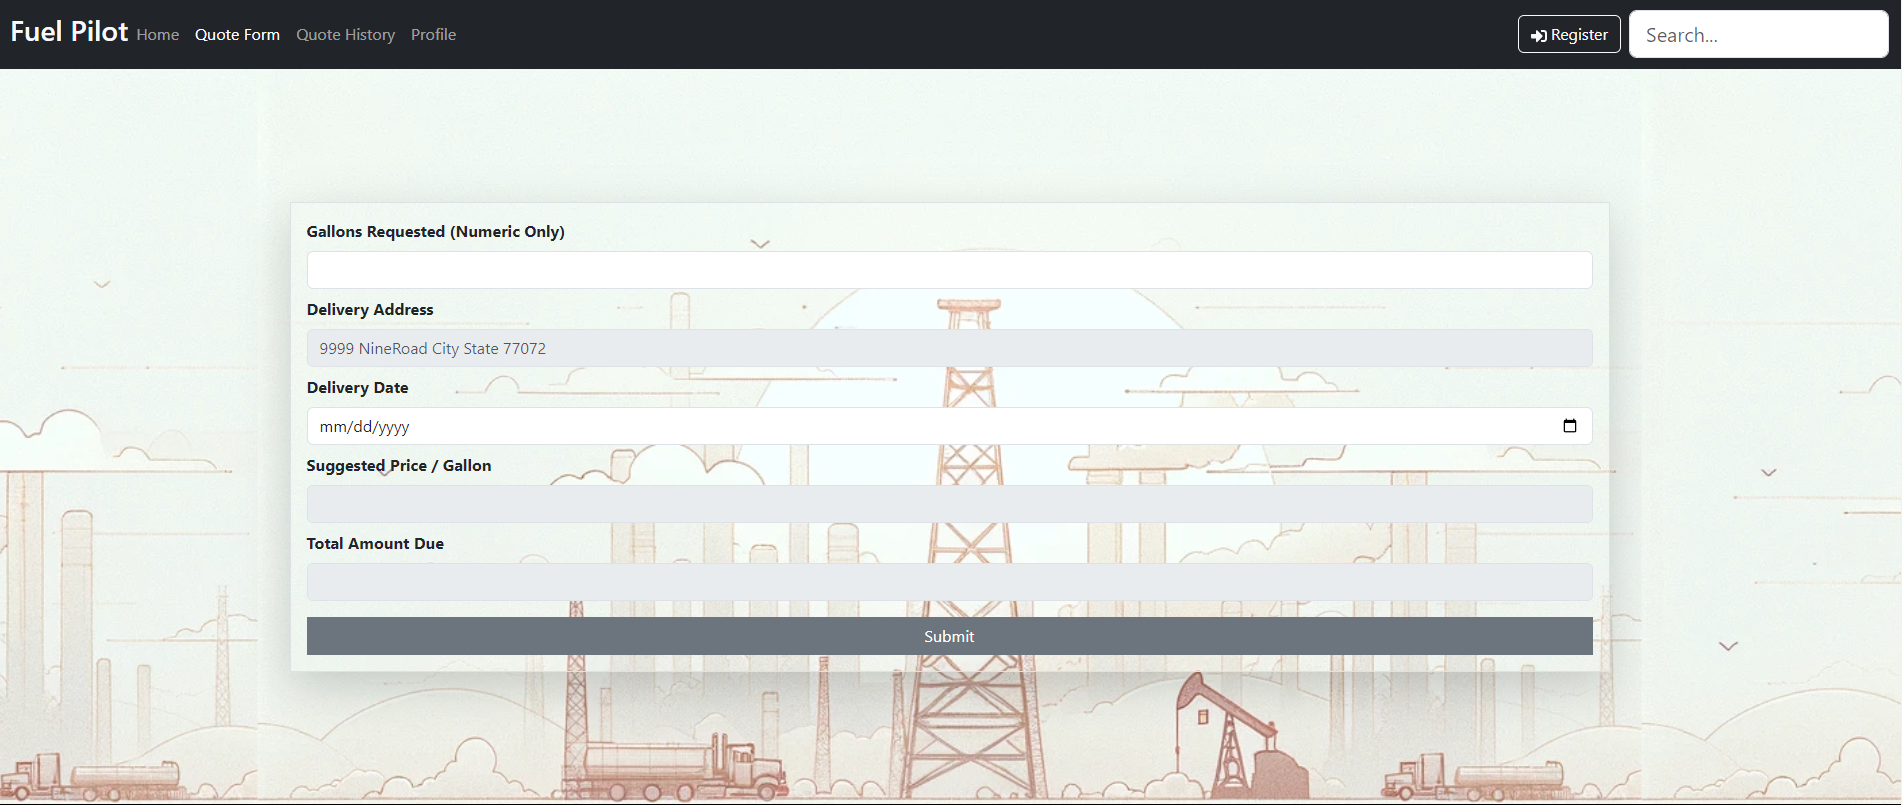 Fuel Pilot Home Quote Form Quote History Profile Register Search...
Gallons Requested (Numeric Only)
Delivery Address
9999 NineRoad City State 77072
Delivery Date
mm/dd/yyyy
Suggested Price / Gallon
Total Amount Due
Submit